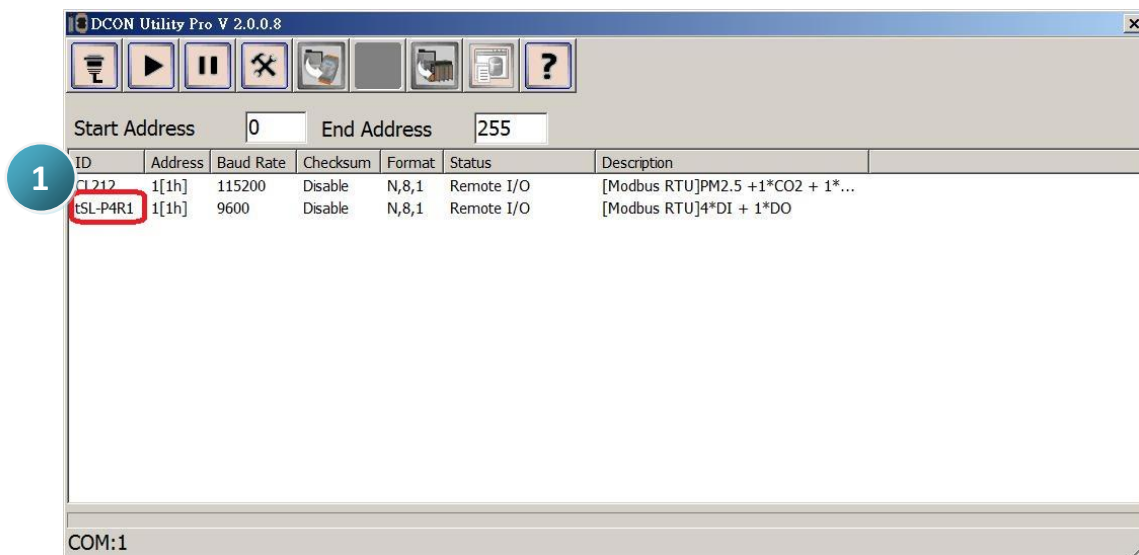 DCON Utility Pro V 2.0.0.8
?
Start Address 0 End Address 255
ID Address Baud Rate Checksum Format Status Description
CL212 1[1h] 115200 Disable N,8,1 Remote I/O [Modbus RTU]PM2.5 +1*CO2 + 1*...
tSL-P4R1 1[1h] 9600 Disable N,8,1 Remote I/O [Modbus RTU]4*DI + 1*DO
1
COM:1